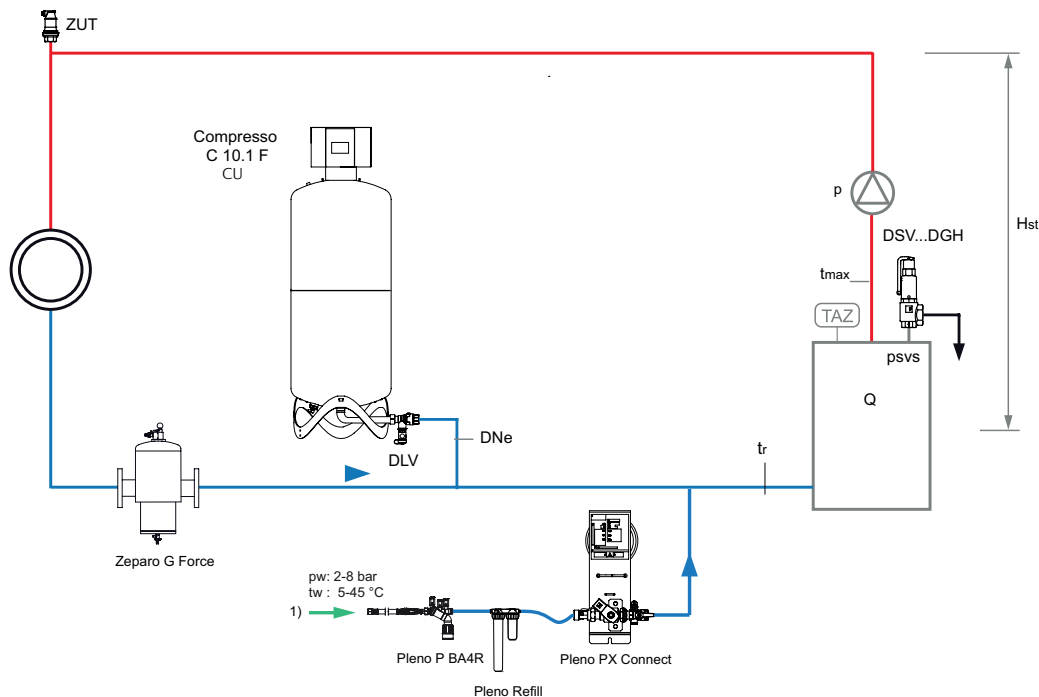 ZUT
Compresso
C 10.1 F
CU
p
Hst
DSV...DGH
tmax
TAZ
psvs
Q
DNe
DLV
tr
Zeparo G Force
pw: 2-8 bar
tw : 5-45 °C
1)
Pleno P BA4R
Pleno PX Connect
Pleno Refill